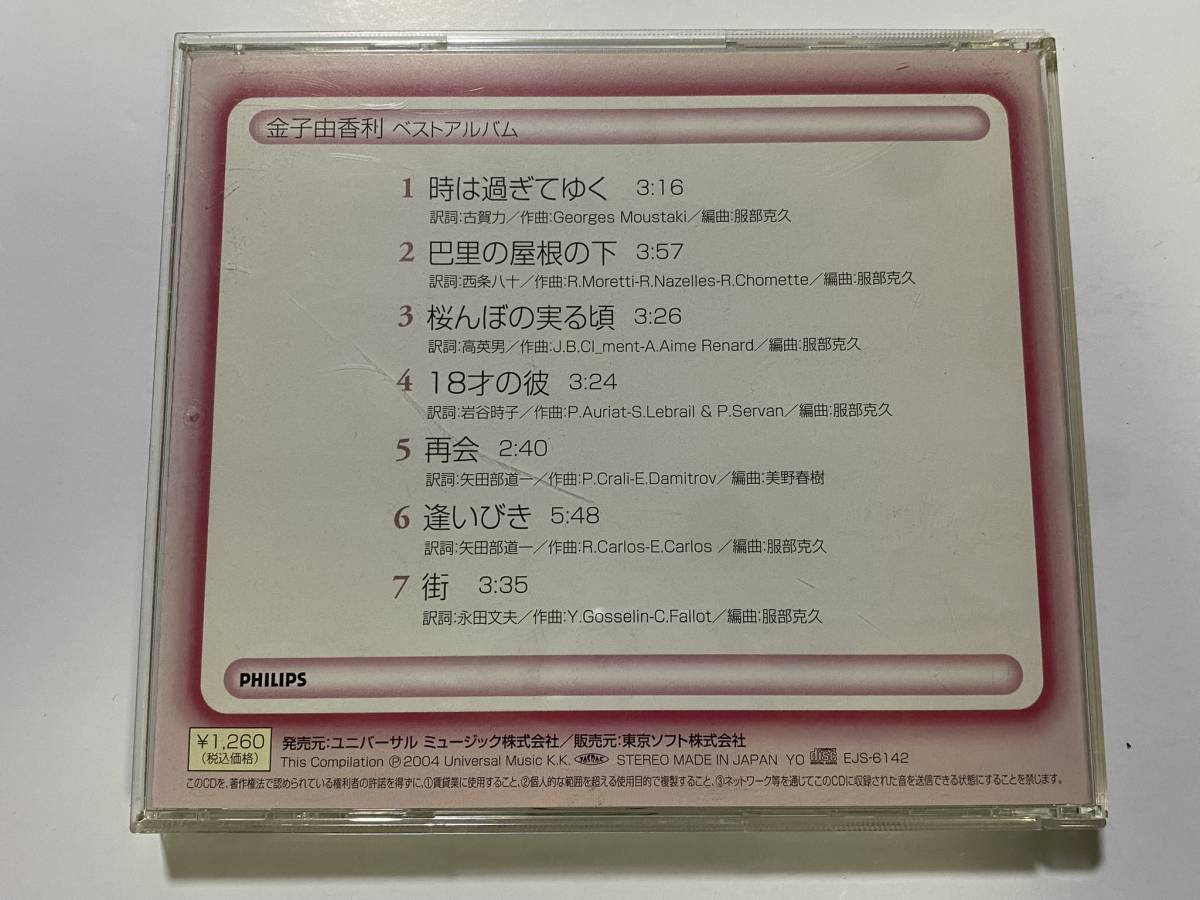 金子由香利 ベストアルバム
1 時は過ぎてゆく 3:16
訳詞:古賀力／作曲:Georges Moustaki／編曲:服部克久
2 巴里の屋根の下 3:57
訳詞:西条八十／作曲:R.Moretti-R.Nazelles-R.Chomette／編曲:服部克久
3 桜んぼの実る頃 3:26
訳詞:高英男／作曲:J.B.Cl_ment-A.Aime Renard／編曲:服部克久
4 18才の彼 3:24
訳詞:岩谷時子／作曲:P.Auriat-S.Lebrail & P.Servan／編曲:服部克久
5 再会 2:40
訳詞:矢田部道一／作曲:P.Crali-E.Damitrov／編曲:美野春樹
6 逢いびき 5:48
訳詞:矢田部道一／作曲:R.Carlos-E.Carlos ／編曲:服部克久
7 街 3:35
訳詞:永田文夫／作曲:Y.Gosselin-C.Fallot／編曲:服部克久
PHILIPS
¥1,260
(税込価格)
発売元:ユニバーサル ミュージック株式会社／販売元:東京ソフト株式会社
This Compilation ℗2004 Universal Music K.K. STEREO MADE IN JAPAN YO EJS-6142
このCDを、著作権法で認められている権利者の許諾を得ずに、①賃貸業に使用すること、②個人的な範囲を超える使用目的で複製すること、③ネットワーク等を通じてこのCDに収録された音を送信できる状態にすることを禁じます。